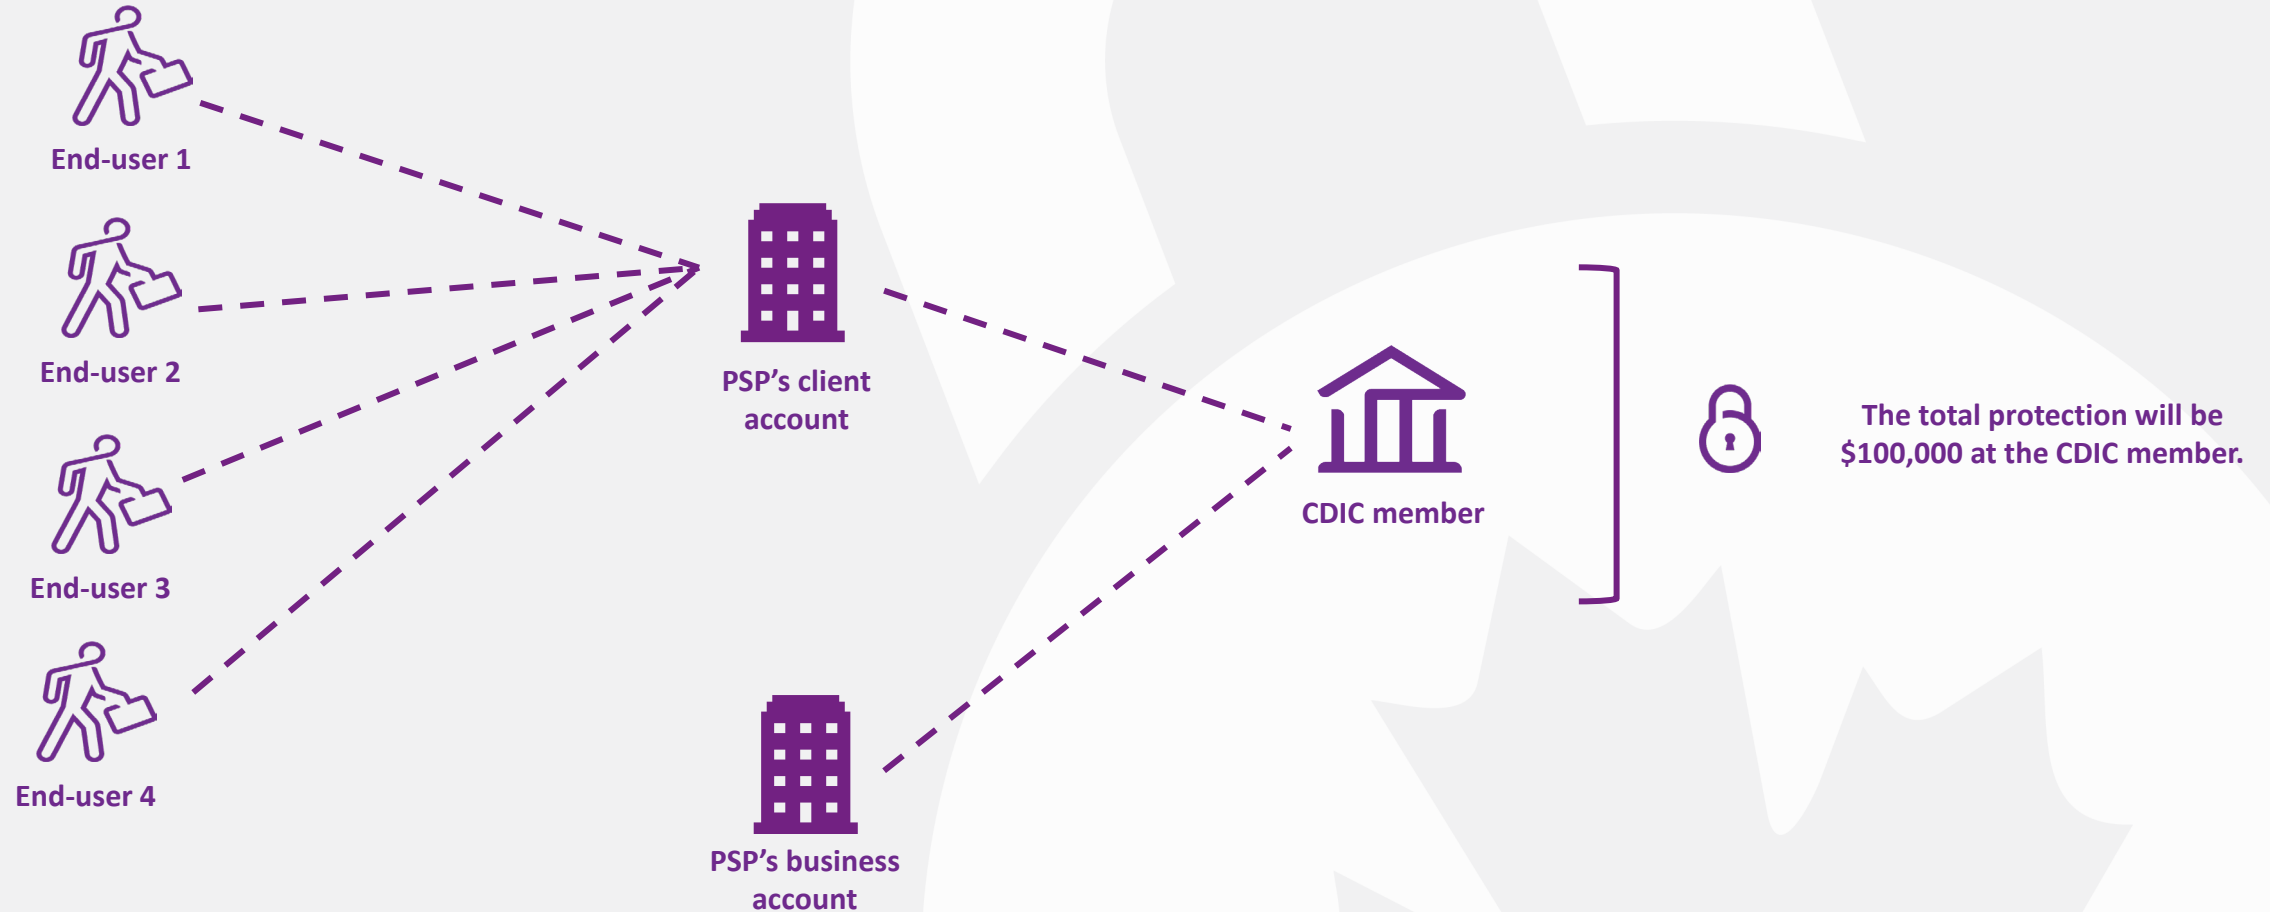 End-user 1
End-user 2
End-user 3
End-user 4
PSP’s client
account
PSP’s business
account
CDIC member
The total protection will be
$100,000 at the CDIC member.